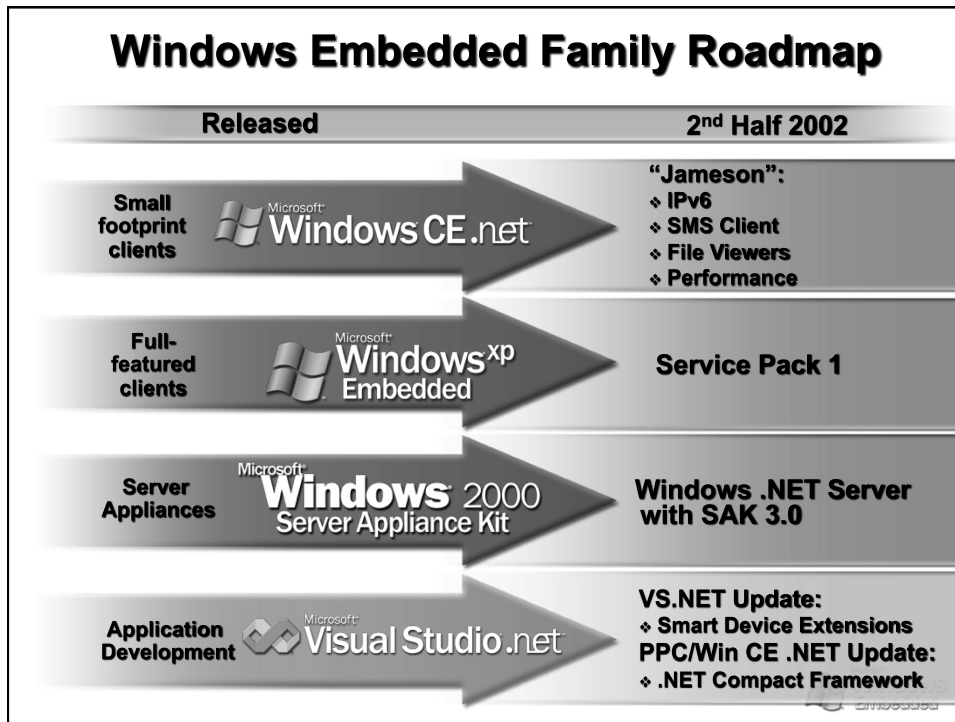 Windows Embedded Family Roadmap
Released
2nd Half 2002
Small
footprint
clients
Microsoft®
Windows CE.net™
"Jameson":
❖ IPv6
❖ SMS Client
❖ File Viewers
❖ Performance
Full-
featured
clients
Microsoft®
Windows® xp
Embedded
Service Pack 1
Server
Appliances
Microsoft®
Windows® 2000
Server Appliance Kit
Windows .NET Server
with SAK 3.0
Application
Development
Microsoft®
Visual Studio®.net™
VS.NET Update:
❖ Smart Device Extensions
PPC/Win CE .NET Update:
❖ .NET Compact Framework
Embedded